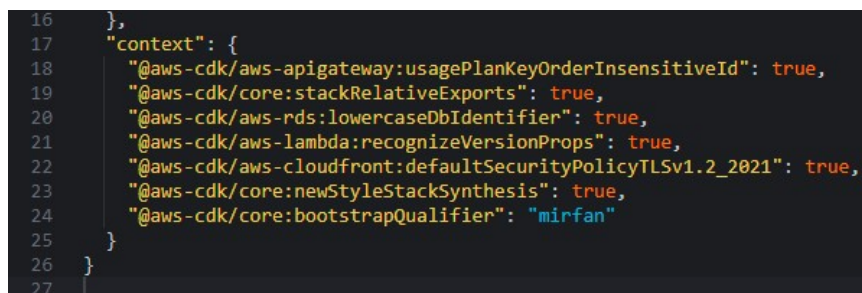 16 },
17 "context": {
18 "@aws-cdk/aws-apigateway:usagePlanKeyOrderInsensitiveId": true,
19 "@aws-cdk/core:stackRelativeExports": true,
20 "@aws-cdk/aws-rds:lowercaseDbIdentifier": true,
21 "@aws-cdk/aws-lambda:recognizeVersionProps": true,
22 "@aws-cdk/aws-cloudfront:defaultSecurityPolicyTLSv1.2_2021": true,
23 "@aws-cdk/core:newStyleStackSynthesis": true,
24 "@aws-cdk/core:bootstrapQualifier": "mirfan"
25 }
26 }
27